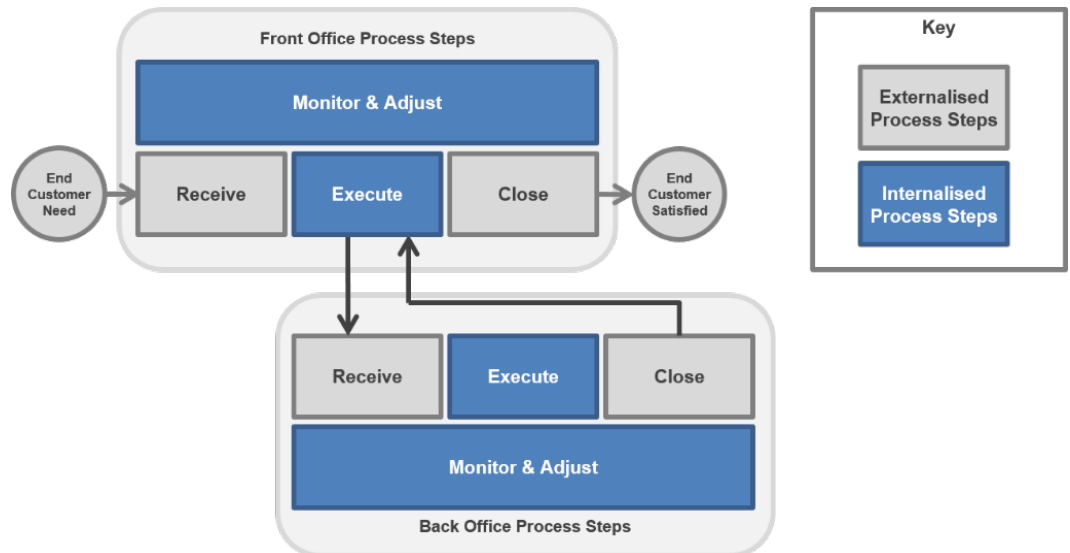 Front Office Process Steps
Monitor & Adjust
End
Customer
Need
Receive
Execute
Close
End
Customer
Satisfied
Receive
Execute
Close
Monitor & Adjust
Back Office Process Steps
Key
Externalised
Process Steps
Internalised
Process Steps